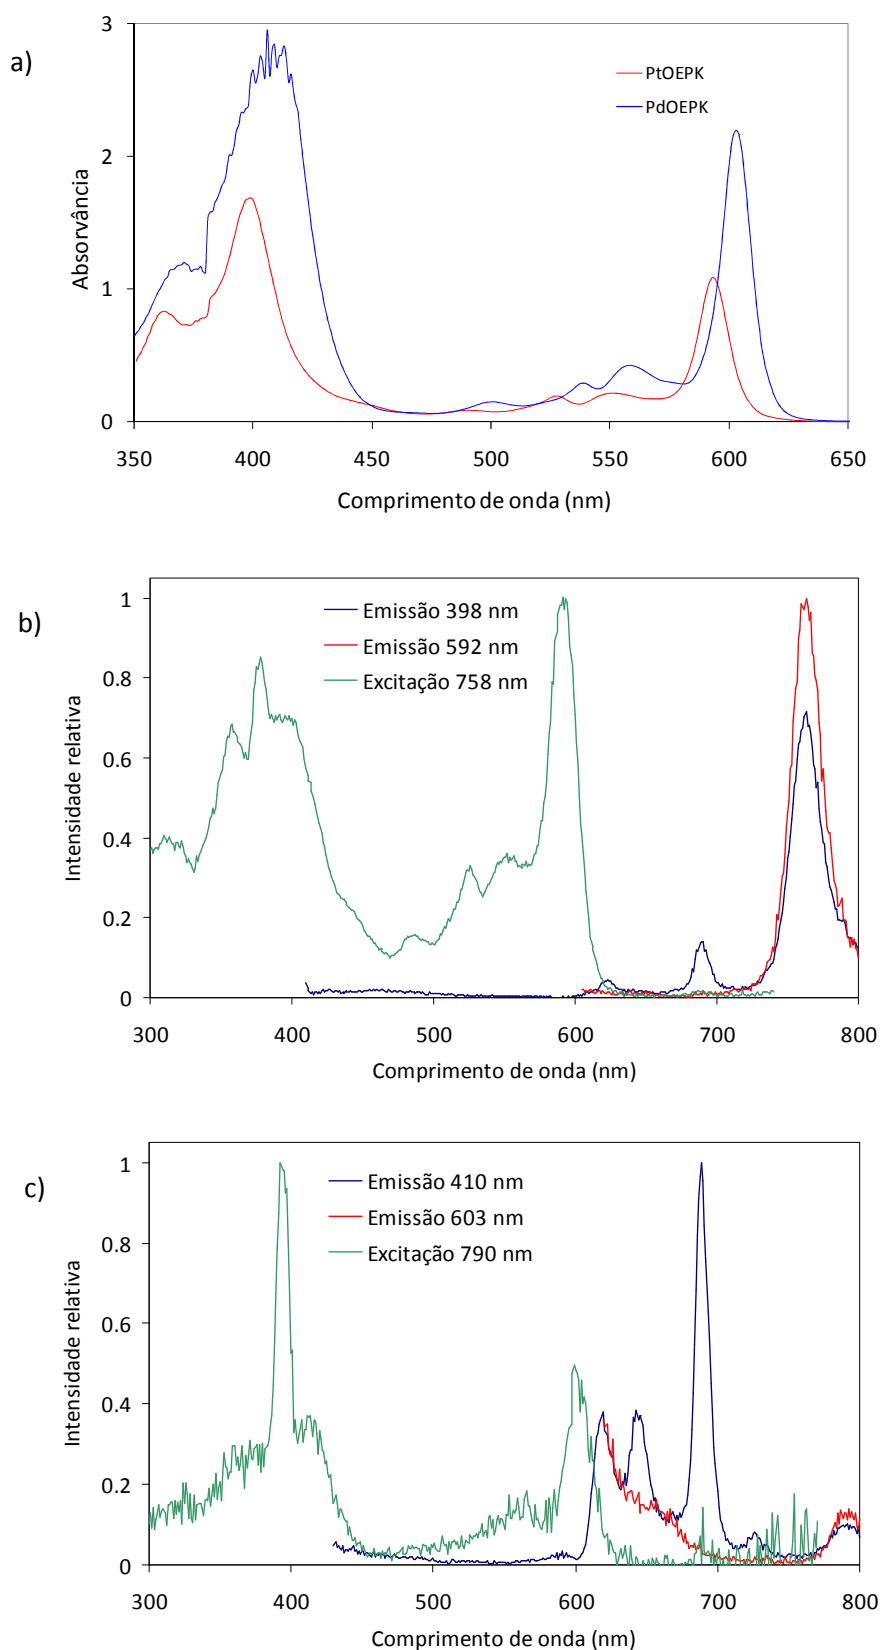 a)
3
2
1
0
Absorvância
PtOEPK
PdOEPK
350 400 450 500 550 600 650
Comprimento de onda (nm)
b)
1
0.8
0.6
0.4
0.2
0
Intensidade relativa
Emissão 398 nm
Emissão 592 nm
Excitação 758 nm
300 400 500 600 700 800
Comprimento de onda (nm)
c)
1
0.8
0.6
0.4
0.2
0
Intensidade relativa
Emissão 410 nm
Emissão 603 nm
Excitação 790 nm
300 400 500 600 700 800
Comprimento de onda (nm)